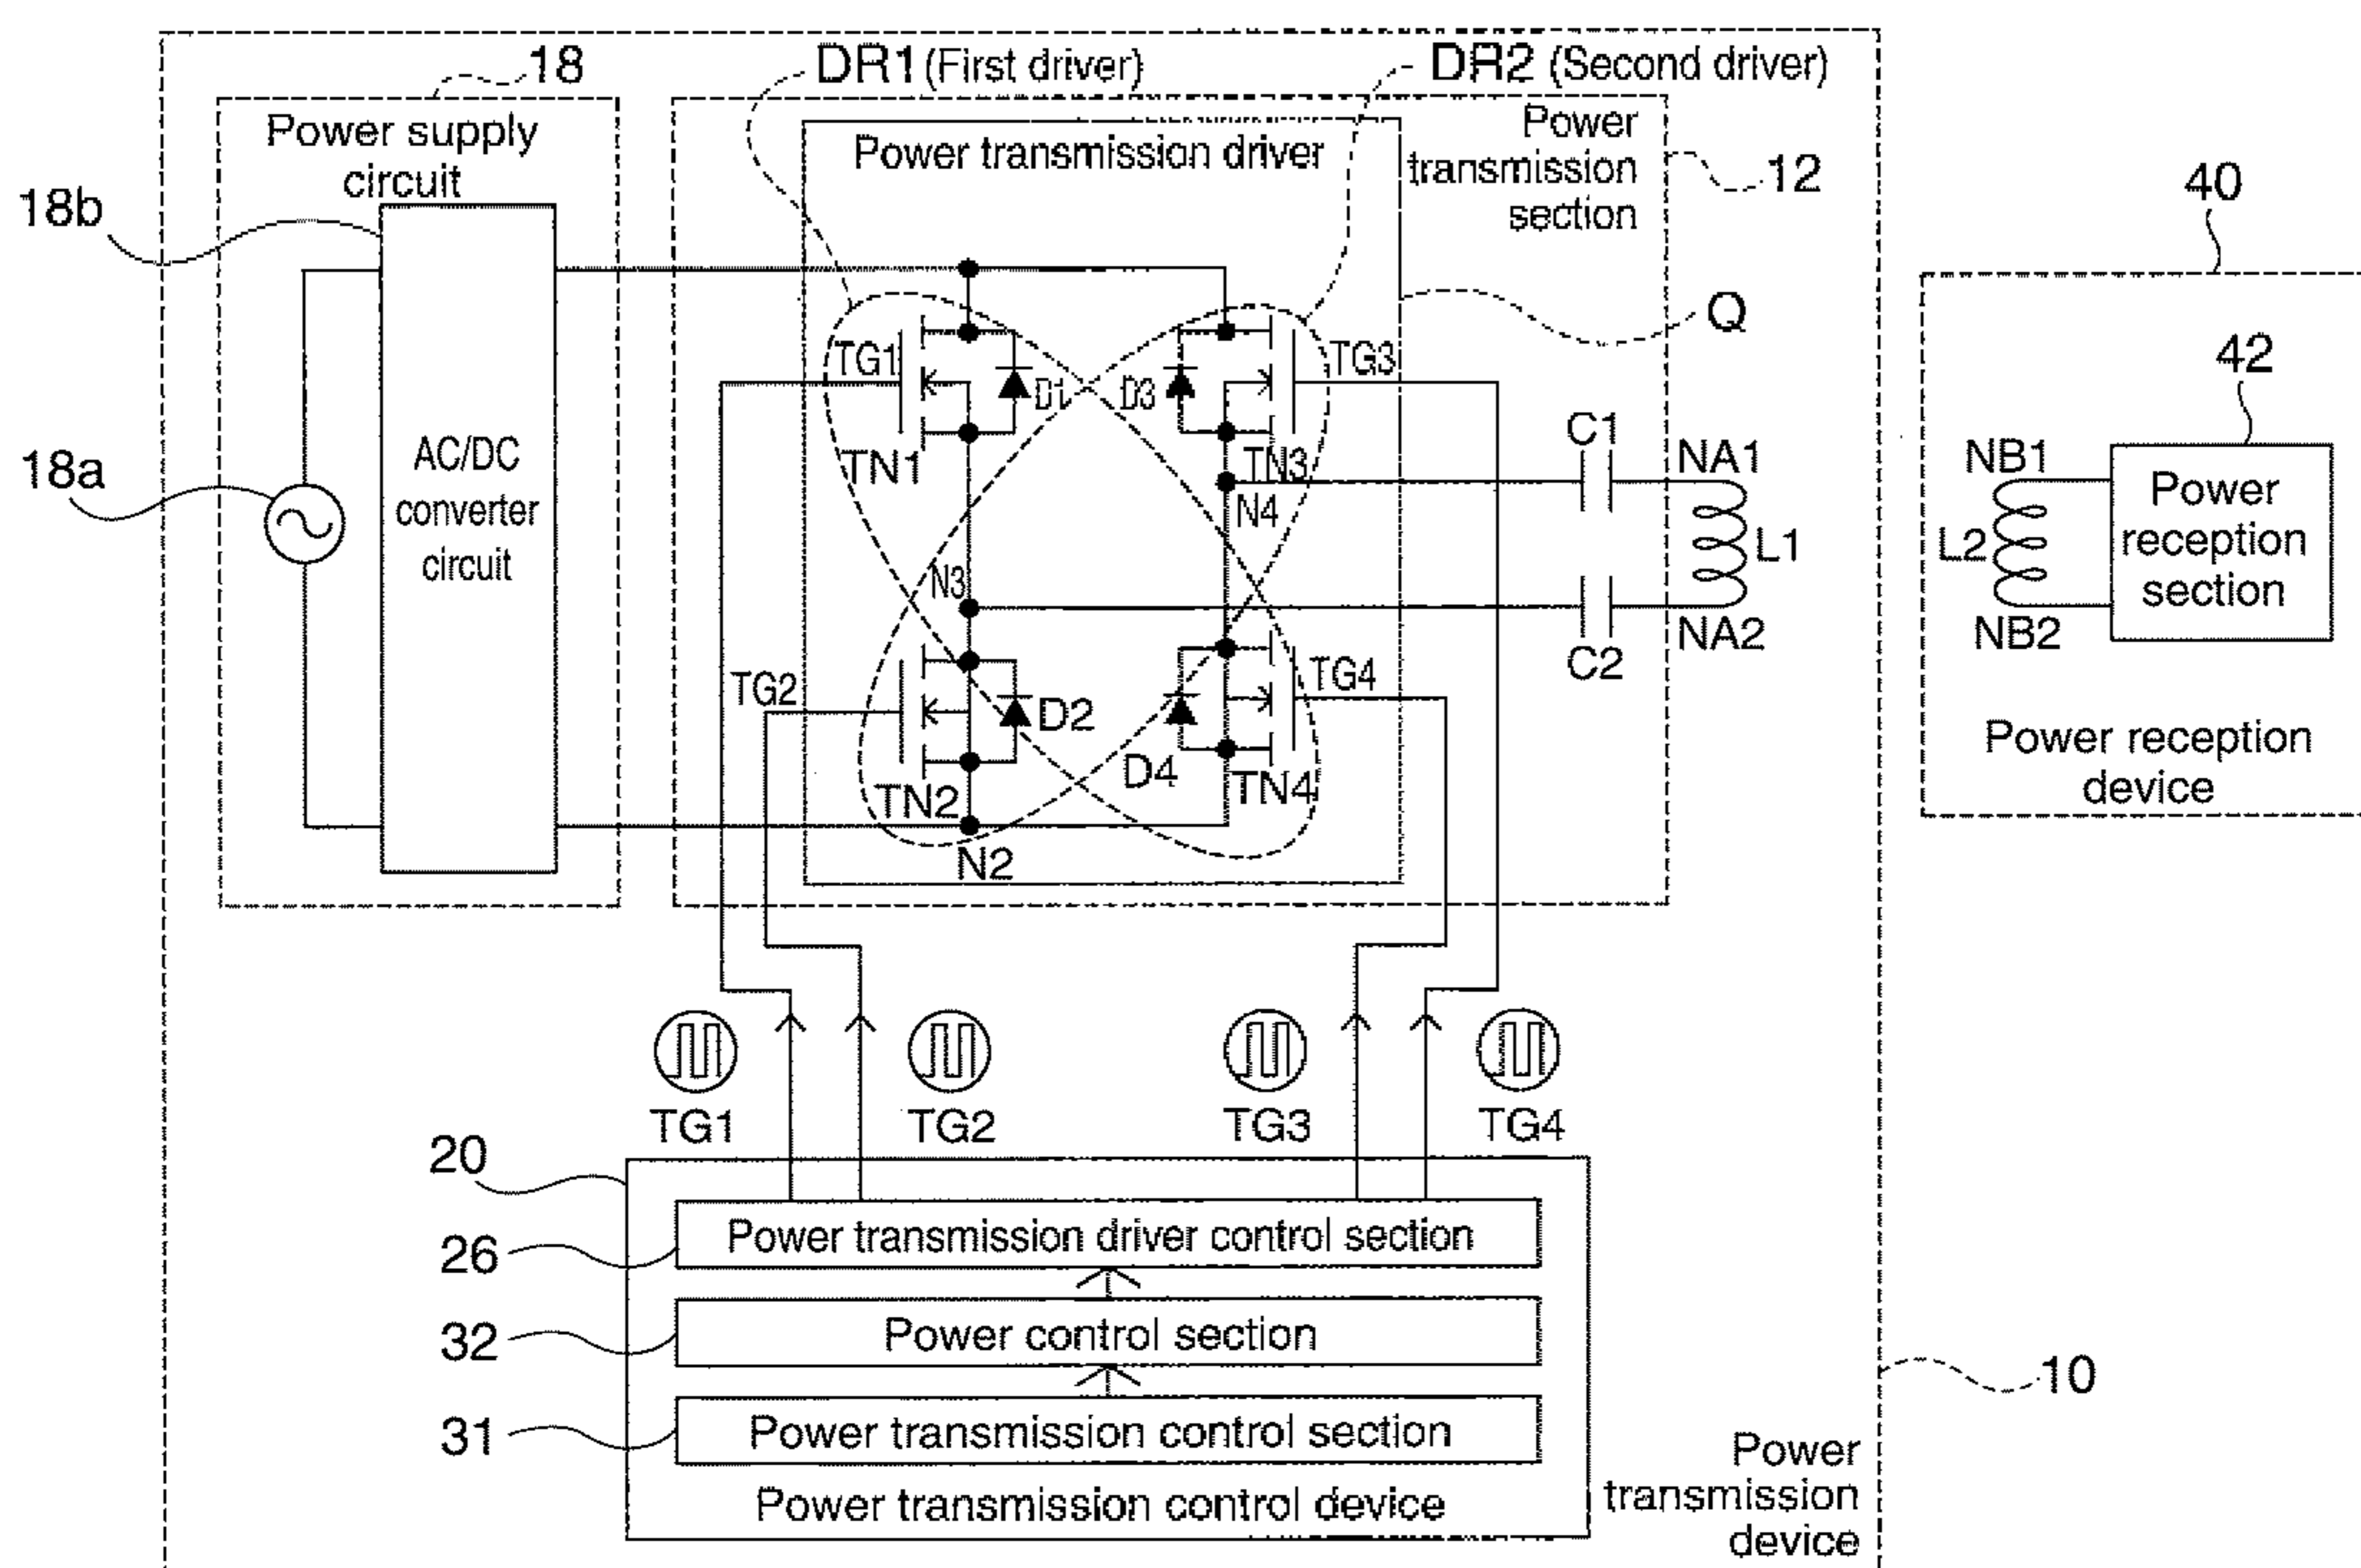 DR1 (First driver)
DR2 (Second driver)
18
Power supply
circuit
Power transmission driver
Power
transmission
section
12
18b
18a
AC/DC
converter
circuit
Q
TG1
D1
TN1
D3
TG3
TN3
N4
N3
C1
NA1
L1
C2
NA2
TG2
D2
TN2
D4
TG4
TN4
N2
40
42
NB1
L2
NB2
Power
reception
section
Power reception
device
TG1
TG2
TG3
TG4
20
26
Power transmission driver control section
32
Power control section
31
Power transmission control section
Power transmission control device
10
Power
transmission
device